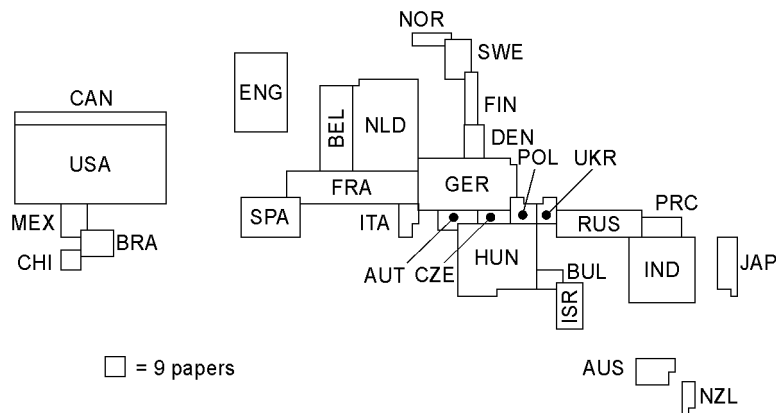 NOR
SWE
ENG
CAN
FIN
BEL
NLD
DEN
USA
POL
UKR
FRA
GER
PRC
SPA
MEX
ITA
RUS
BRA
CHI
AUT
CZE
HUN
BUL
IND
JAP
ISR
= 9 papers
AUS
NZL